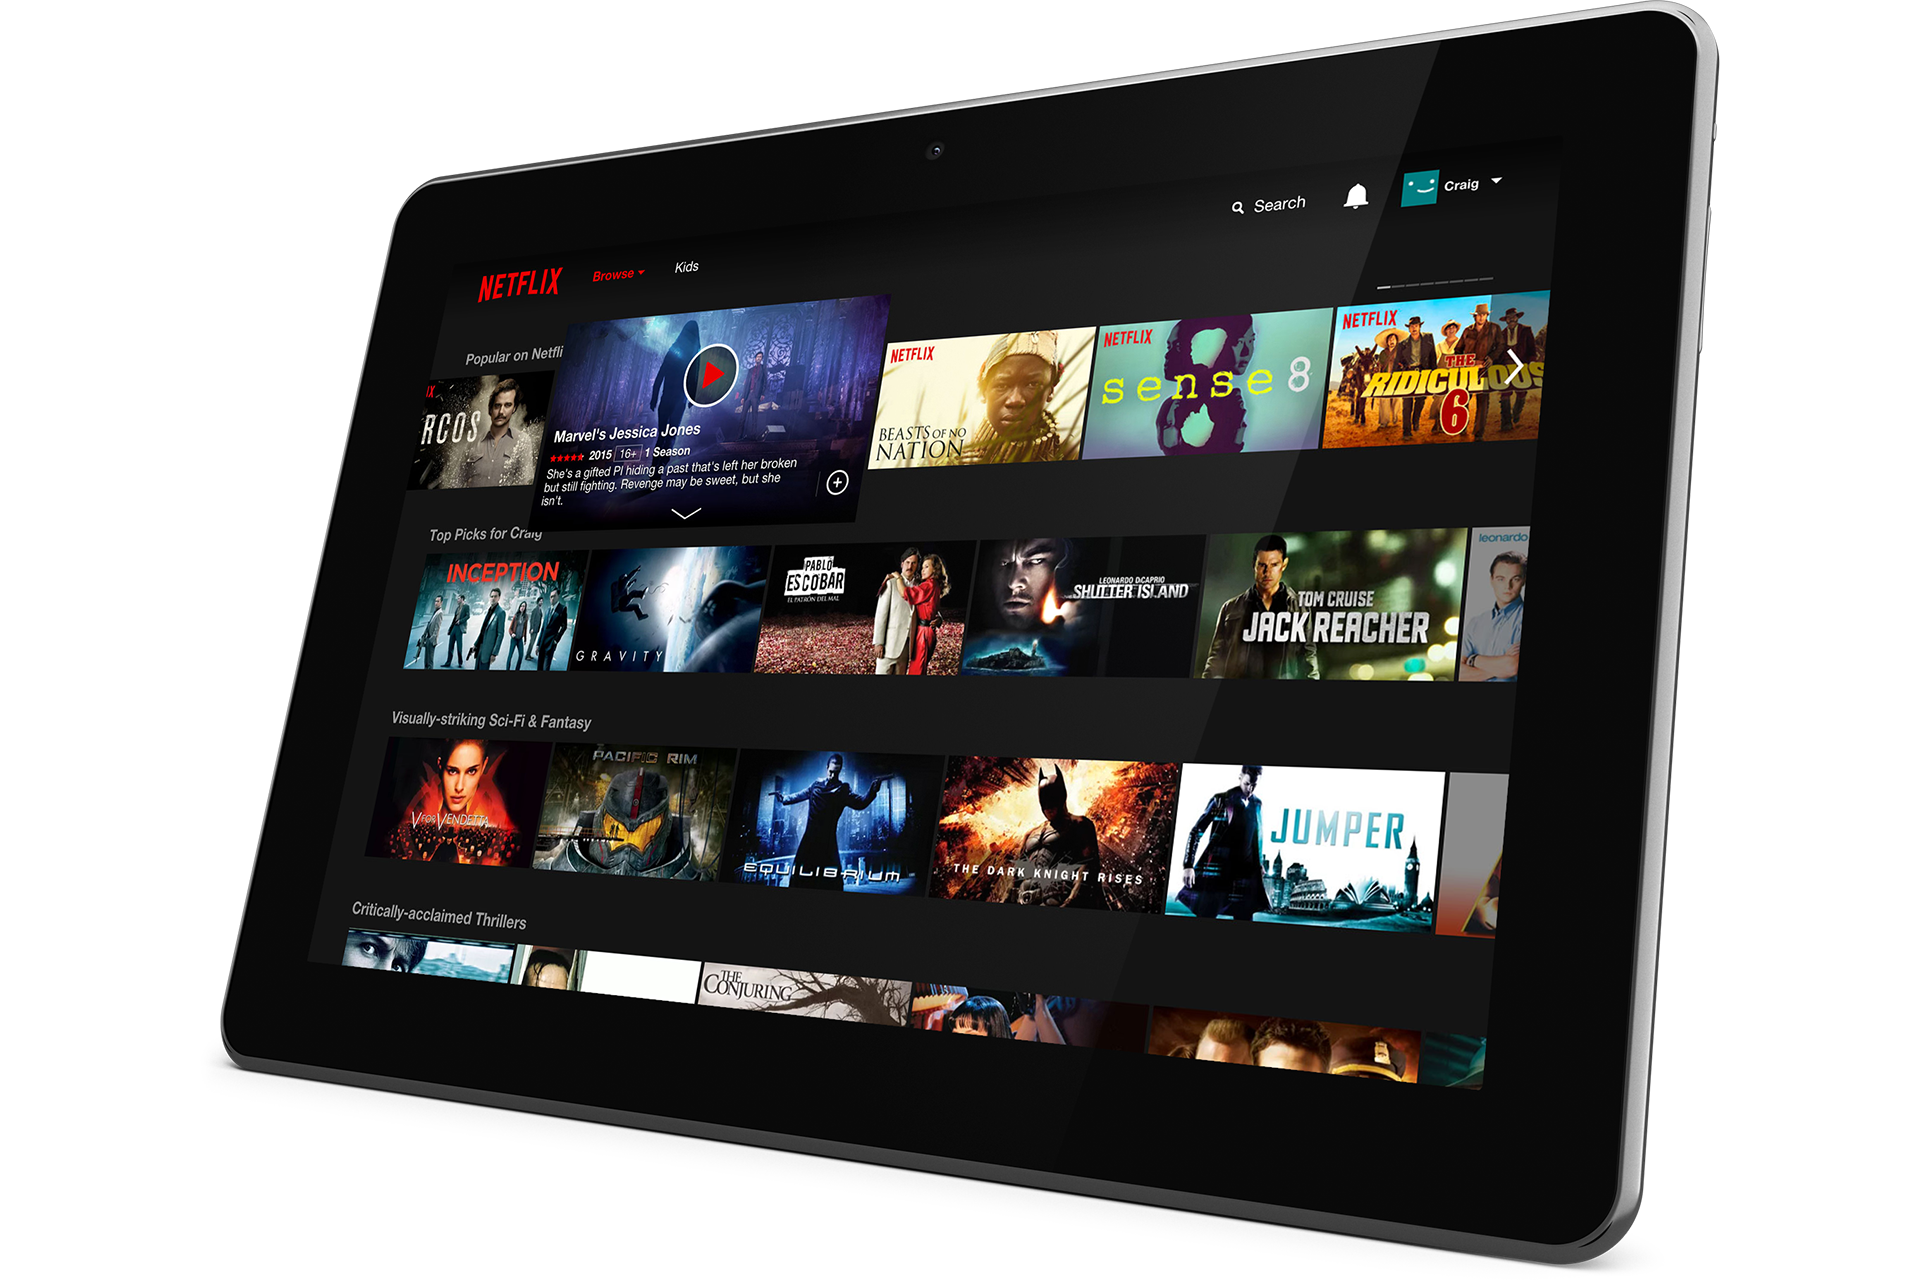 Search
Craig
NETFLIX
Browse
Kids
Popular on Netfli
RCOS
Marvel's Jessica Jones
2015 16+ 1 Season
She's a gifted PI hiding a past that's left her broken
but still fighting. Revenge may be sweet, but she
isn't.
NETFLIX
BEASTS OF NO
NATION
NETFLIX
sense 8
NETFLIX
THE
RIDICULOUS
6
Top Picks for Craig
INCEPTION
GRAVITY
PABLO
ESCOBAR
EL PATRÓN DEL MAL
LEONARDO DiCAPRIO
SHUTTER ISLAND
TOM CRUISE
JACK REACHER
leonardo
Visually-striking Sci-Fi & Fantasy
V FOR VENDETTA
PACIFIC RIM
EQUILIBRIUM
THE DARK KNIGHT RISES
JUMPER
Critically-acclaimed Thrillers
THE
CONJURING